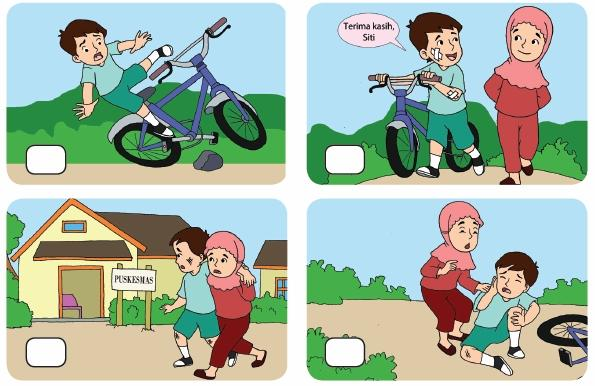 Terima kasih,
Siti
PUSKESMAS